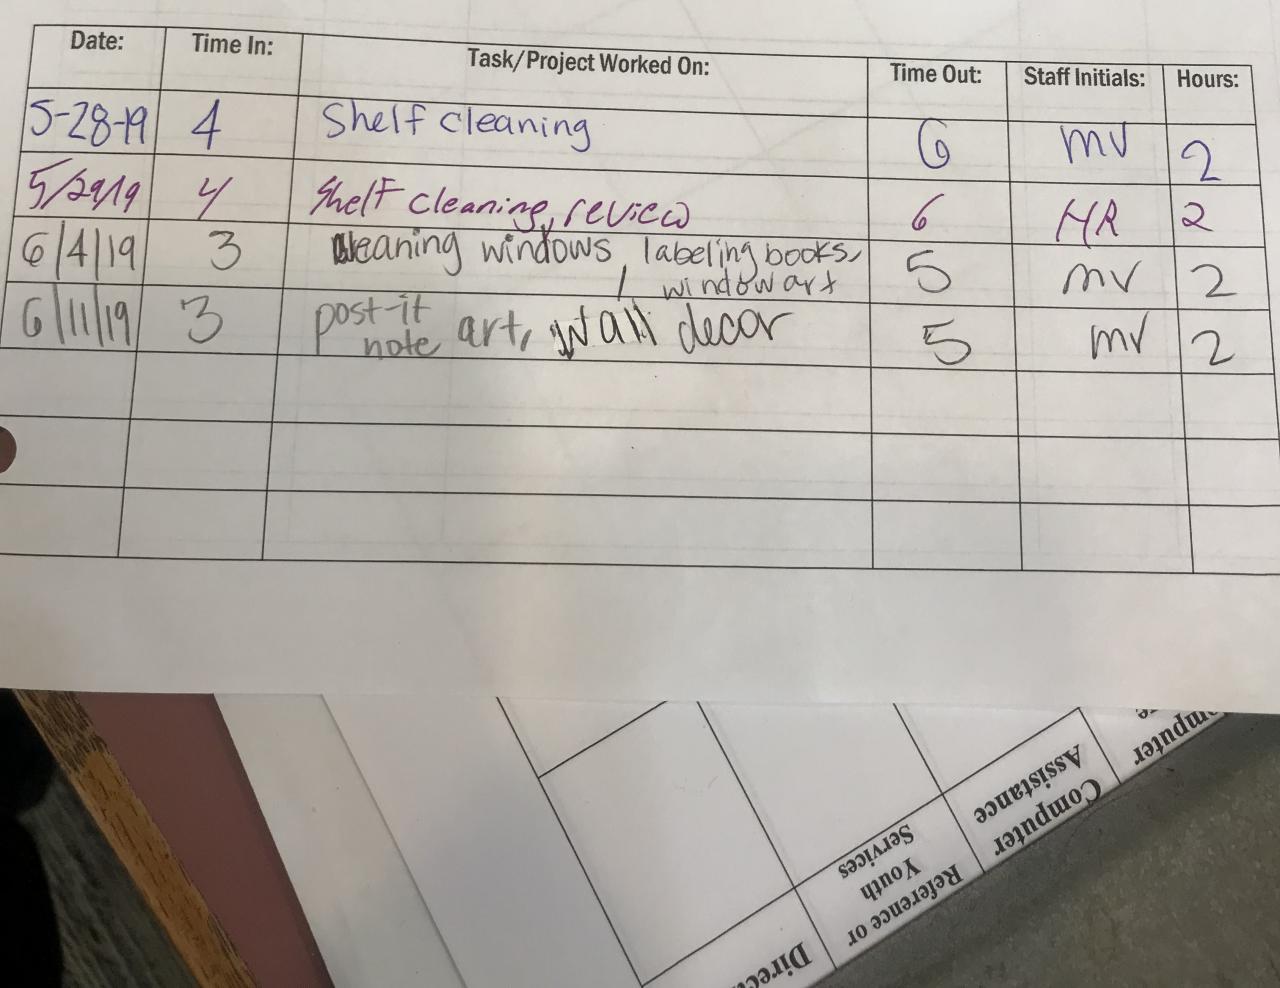 Date: Time In: Task/Project Worked On: Time Out: Staff Initials: Hours:
5-28-19 4 Shelf cleaning 6 MV 2
5/29/19 4 Shelf cleaning, review 6 HR 2
6/4/19 3 cleaning windows, labeling books, 5 MV 2
window art
6/11/19 3 post-it art, wall decor 5 MV 2
note
Direc
Reference or
Youth
Services
Computer
Assistance
omputer